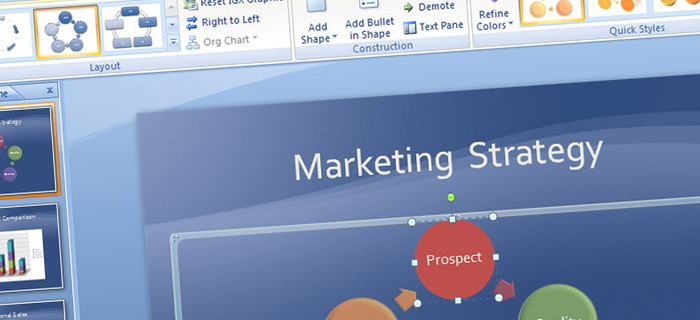 Reset IGX Graphic
Right to Left
Org Chart
Layout
Add
Shape
Add Bullet
in Shape
Demote
Text Pane
Construction
Refine
Colors
Quick Styles
Marketing Strategy
Prospect
Comparison